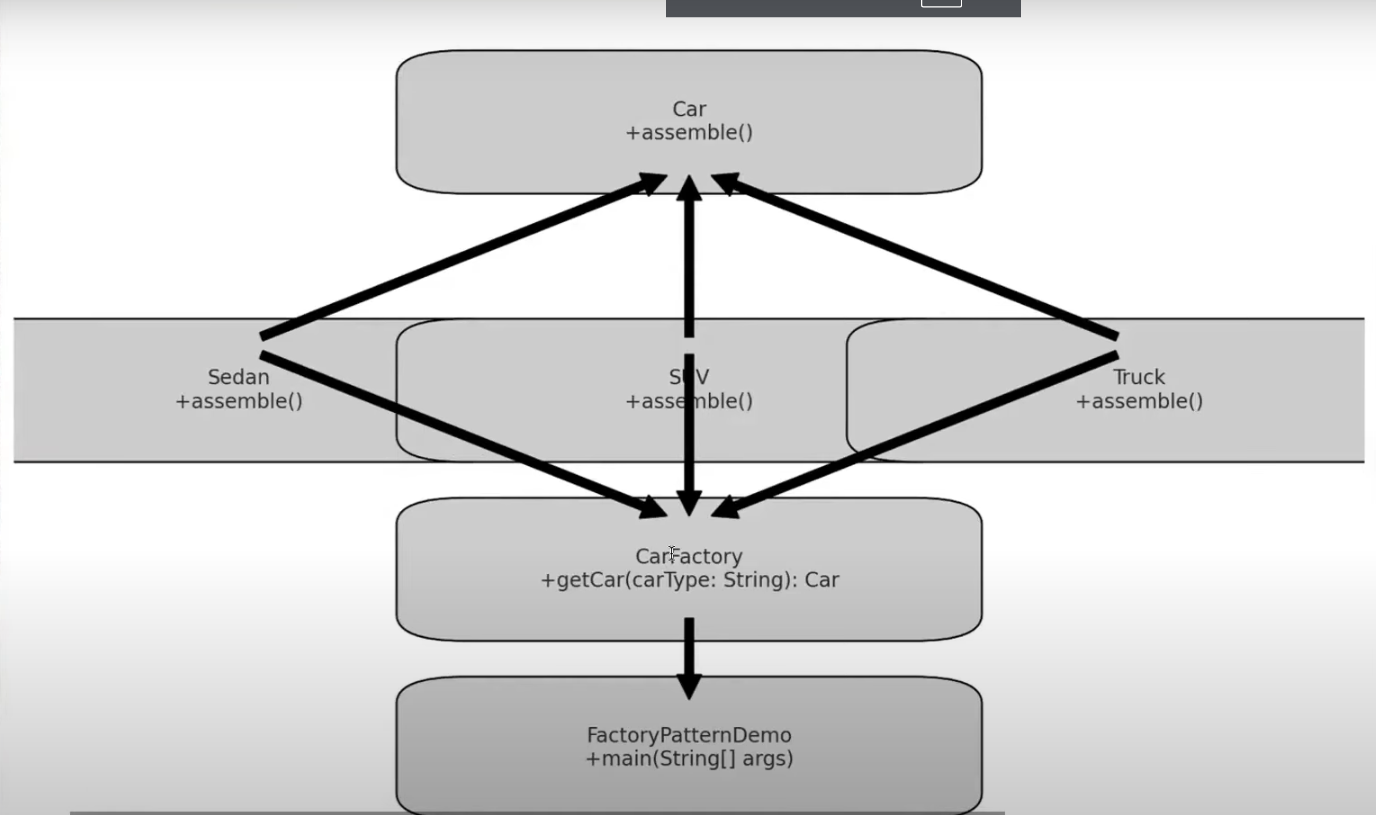 Car
+assemble()
Sedan
+assemble()
SUV
+assemble()
Truck
+assemble()
CarFactory
+getCar(carType: String): Car
FactoryPatternDemo
+main(String[] args)